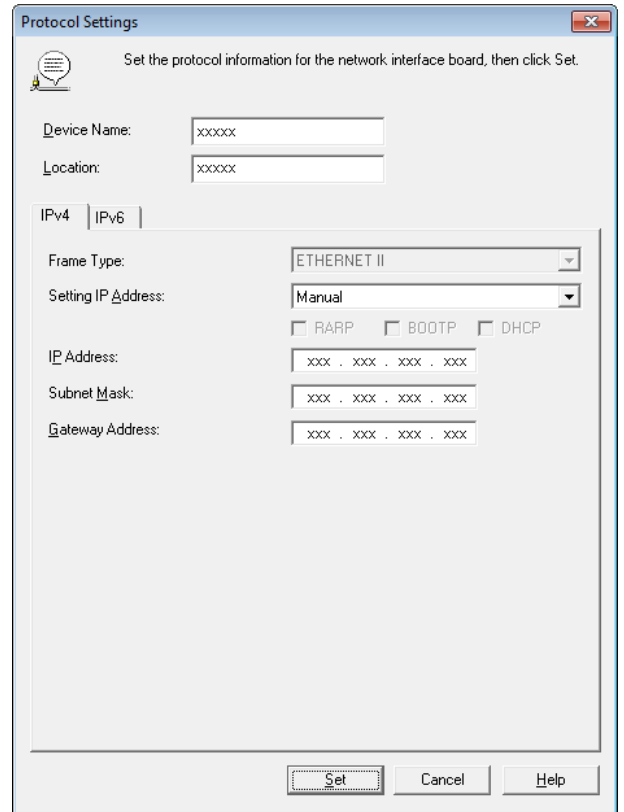 Protocol Settings
Set the protocol information for the network interface board, then click Set.
Device Name: xxxxx
Location: xxxxx
IPv4 IPv6
Frame Type: ETHERNET II
Setting IP Address: Manual
RARP BOOTP DHCP
IP Address: xxx . xxx . xxx . xxx
Subnet Mask: xxx . xxx . xxx . xxx
Gateway Address: xxx . xxx . xxx . xxx
Set Cancel Help